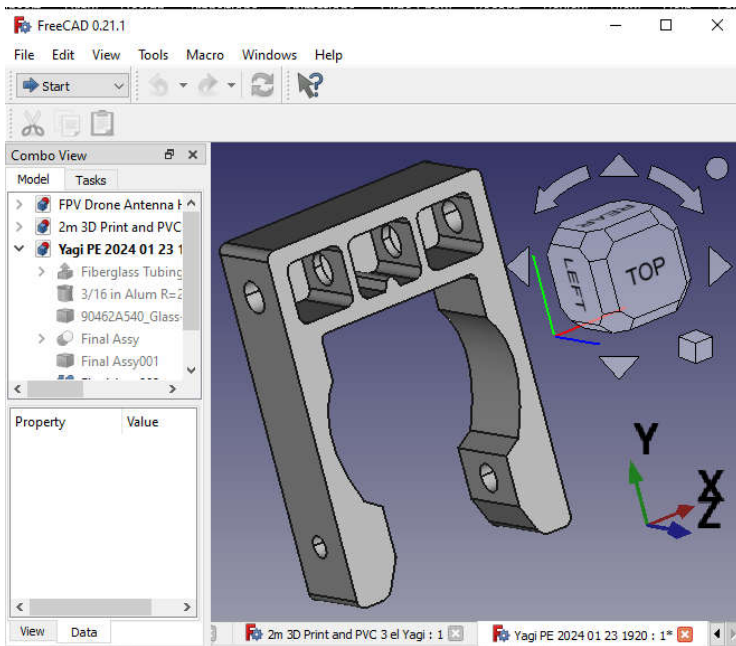 FreeCAD 0.21.1
File Edit View Tools Macro Windows Help
Start
Combo View
Model Tasks
FPV Drone Antenna
2m 3D Print and PVC
Yagi PE 2024 01 23 1
Fiberglass Tubing
3/16 in Alum R=2
90462A540_Glass-
Final Assy
Final Assy001
Property Value
View Data
REAR
LEFT
TOP
Y
X
Z
2m 3D Print and PVC 3 el Yagi : 1
Yagi PE 2024 01 23 1920 : 1*